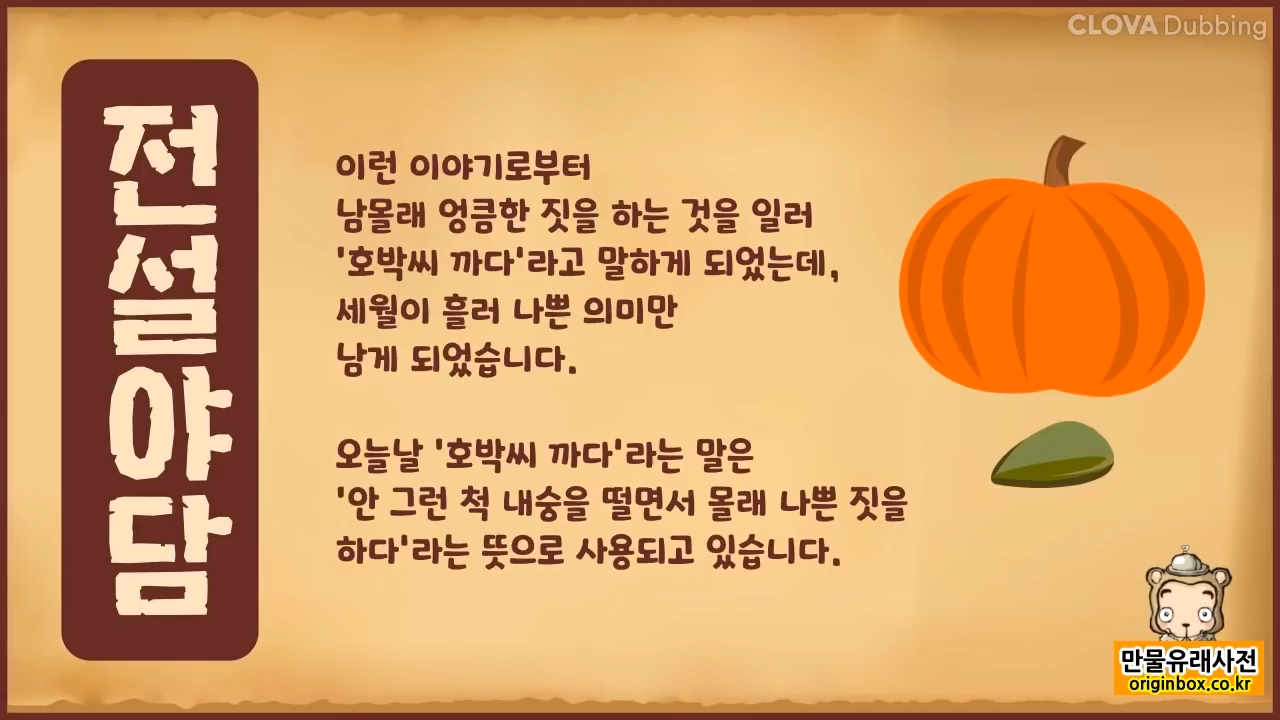 CLOVA Dubbing
전설야담
이런 이야기로부터
남몰래 엉큼한 짓을 하는 것을 일러
'호박씨 까다'라고 말하게 되었는데,
세월이 흘러 나쁜 의미만
남게 되었습니다.
오늘날 '호박씨 까다'라는 말은
'안 그런 척 내숭을 떨면서 몰래 나쁜 짓을
하다'라는 뜻으로 사용되고 있습니다.
만물유래사전
originbox.co.kr